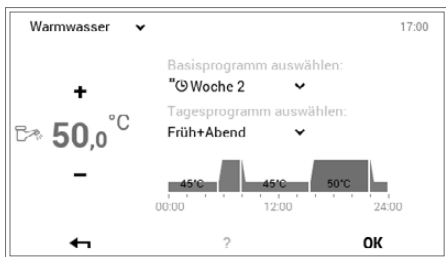 Warmwasser
17:00
Basisprogramm auswählen:
"Woche 2
Tagesprogramm auswählen:
Früh+Abend
+
50,0°C
−
45°C 45°C 50°C
00:00 12:00 24:00
? OK